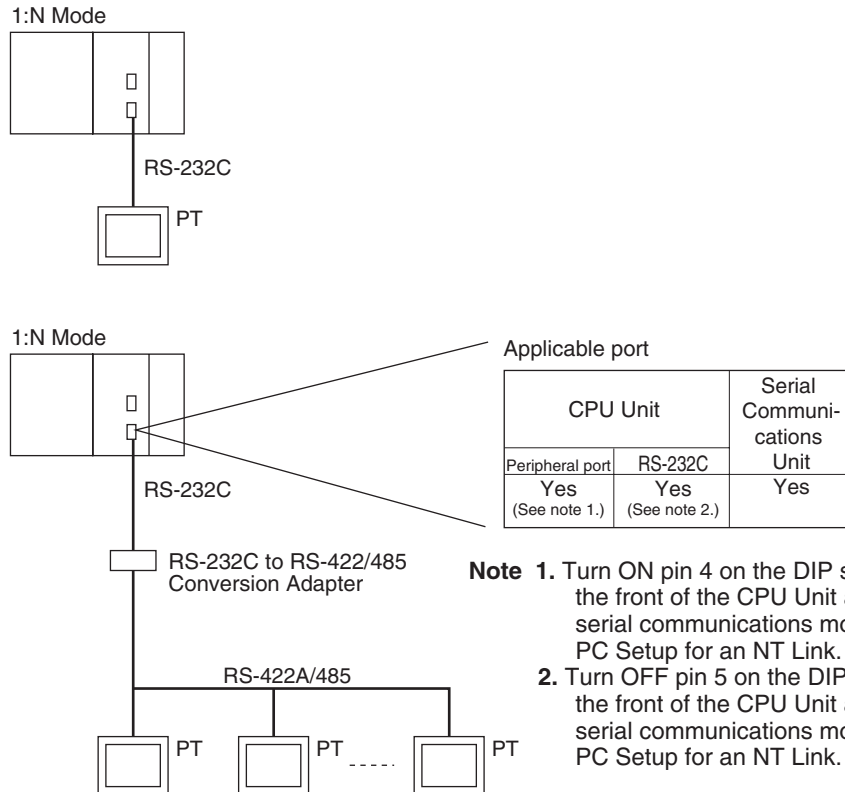 1:N Mode
RS-232C
PT
1:N Mode
Applicable port
CPU Unit
Serial
Communi-
cations
Unit
Peripheral port RS-232C
Yes Yes Yes
(See note 1.) (See note 2.)
RS-232C
RS-232C to RS-422/485
Conversion Adapter
Note 1. Turn ON pin 4 on the DIP
the front of the CPU Unit
serial communications
PC Setup for an NT Link.
2. Turn OFF pin 5 on the DIP
the front of the CPU Unit
serial communications
PC Setup for an NT Link.
RS-422A/485
PT PT PT